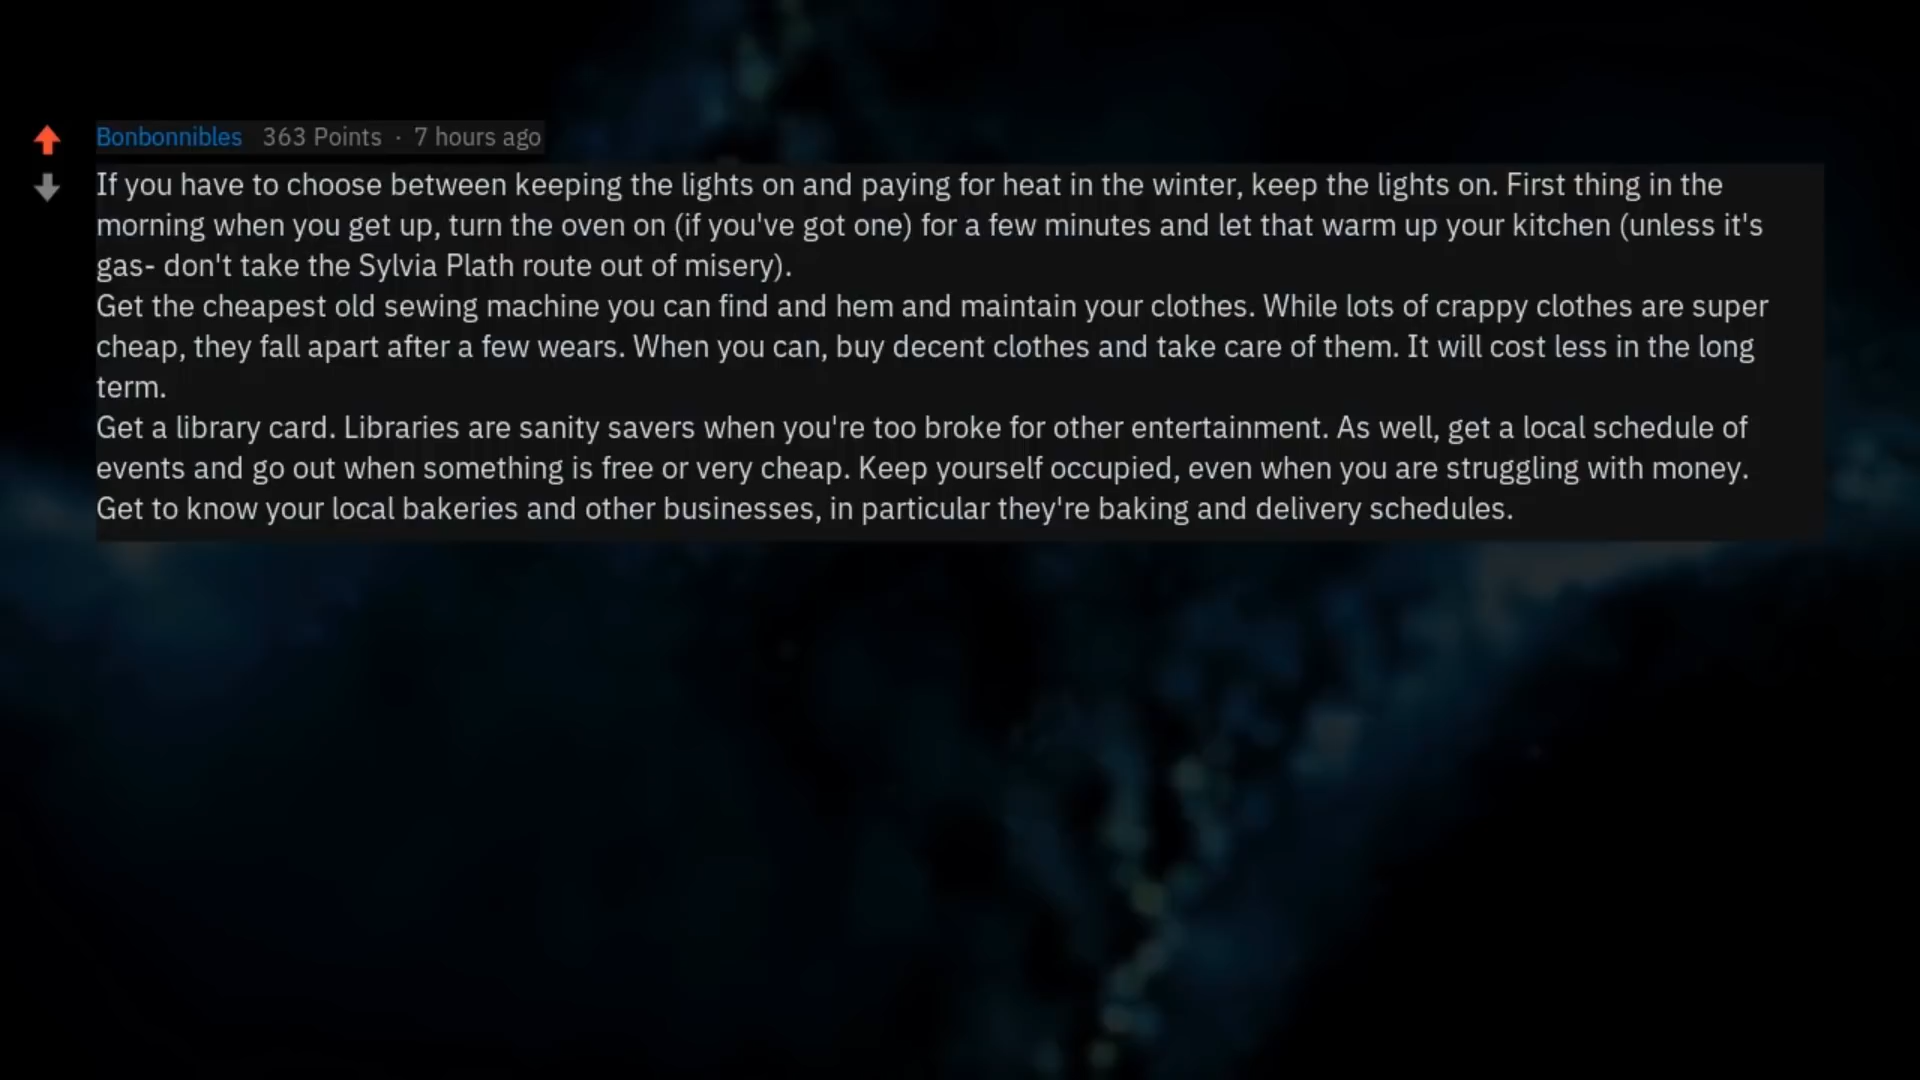 Bonbonnibles 363 Points · 7 hours ago
If you have to choose between keeping the lights on and paying for heat in the winter, keep the lights on. First thing in the
morning when you get up, turn the oven on (if you've got one) for a few minutes and let that warm up your kitchen (unless it's
gas- don't take the Sylvia Plath route out of misery).
Get the cheapest old sewing machine you can find and hem and maintain your clothes. While lots of crappy clothes are super
cheap, they fall apart after a few wears. When you can, buy decent clothes and take care of them. It will cost less in the long
term.
Get a library card. Libraries are sanity savers when you're too broke for other entertainment. As well, get a local schedule of
events and go out when something is free or very cheap. Keep yourself occupied, even when you are struggling with money.
Get to know your local bakeries and other businesses, in particular they're baking and delivery schedules.